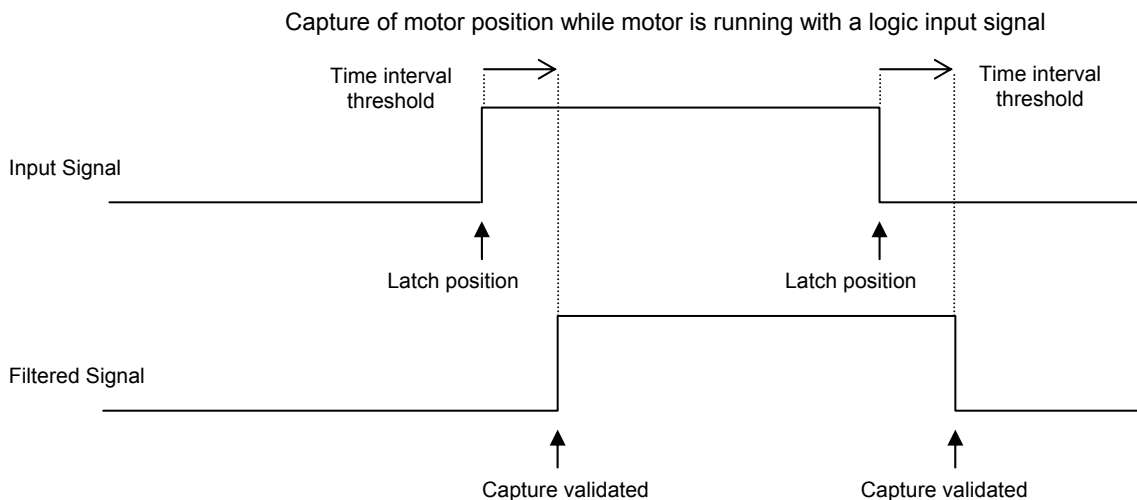 Capture of motor position while motor is running with a logic input signal
Time interval
threshold
Time interval
threshold
Input Signal
Latch position
Latch position
Filtered Signal
Capture validated
Capture validated